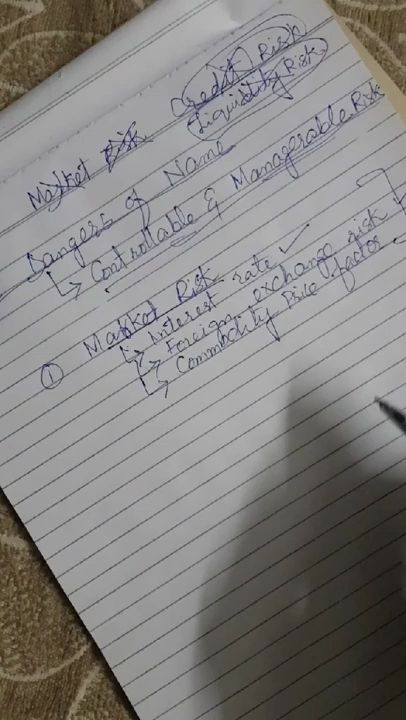 Credit Risk
Market Risk Liquidity Risk
Dangers of Name
↳ Controllable & Managerable Risk
① Market Risk
↳ Interest rate ✓
↳ Foreign exchange risk
↳ Commodity Price factor